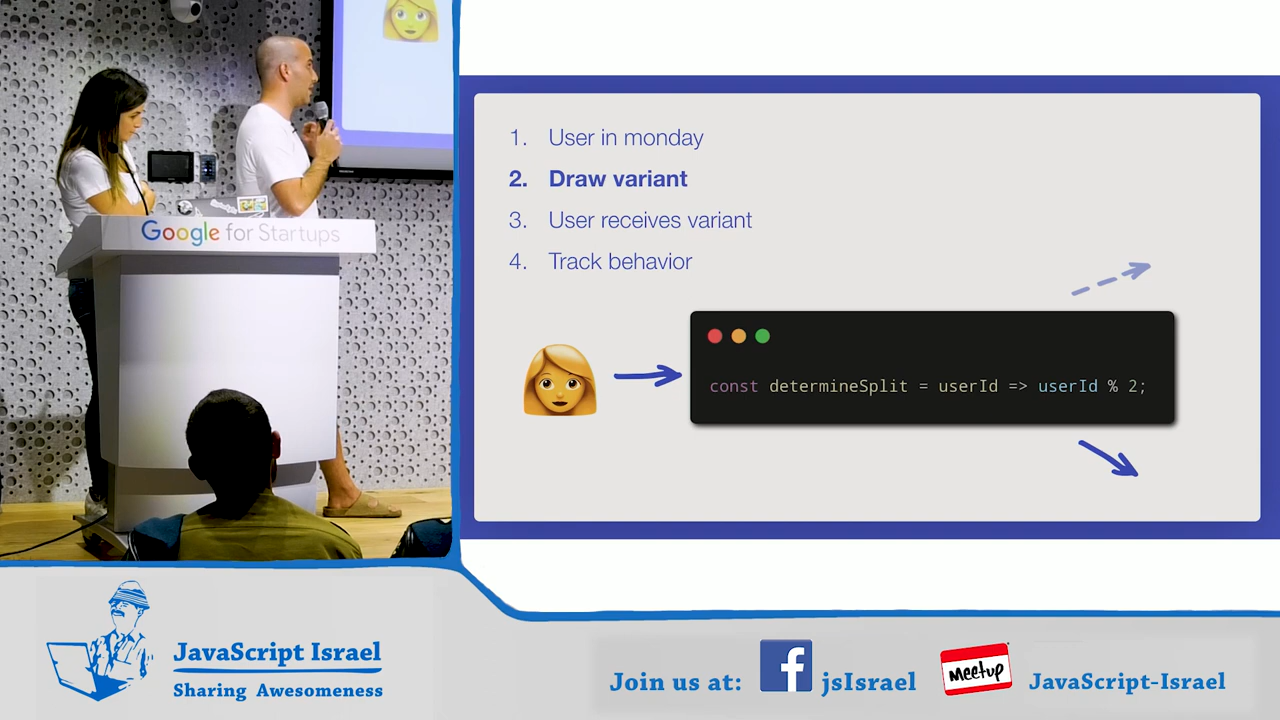 Google for Startups
1. User in monday
2. Draw variant
3. User receives variant
4. Track behavior
const determineSplit = userId => userId % 2;
JavaScript Israel
Sharing Awesomeness
Join us at:
f
jsIsrael
Meetup
JavaScript-Israel